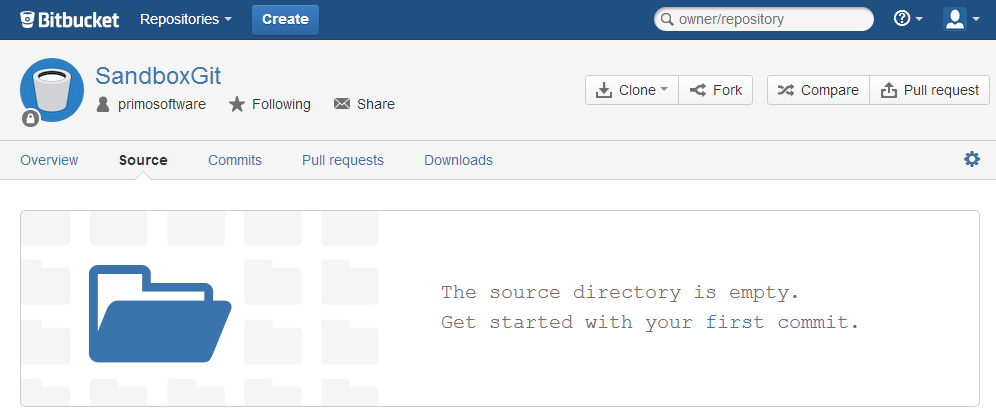 Bitbucket Repositories Create owner/repository
SandboxGit
primosoftware Following Share Clone Fork Compare Pull request
Overview Source Commits Pull requests Downloads
The source directory is empty.
Get started with your first commit.